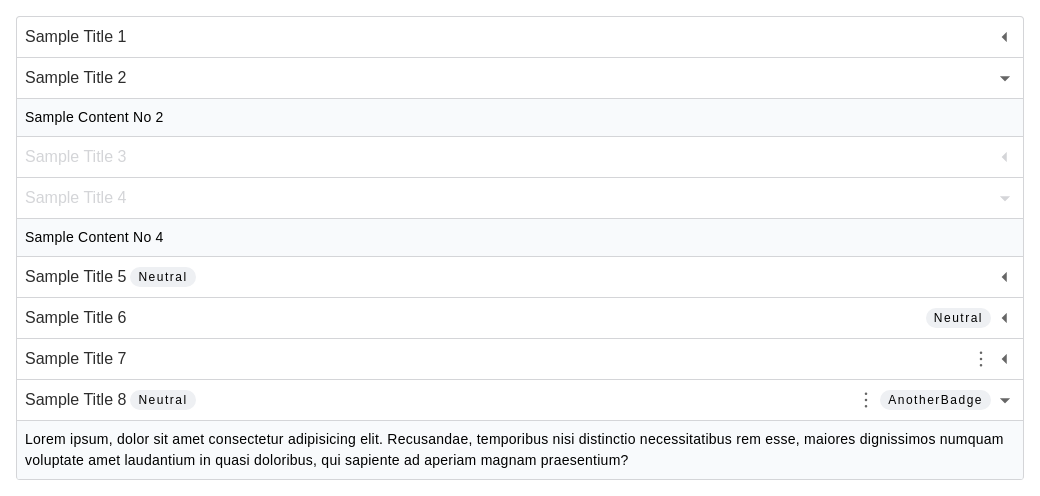 Sample Title 1
Sample Title 2
Sample Content No 2
Sample Title 3
Sample Title 4
Sample Content No 4
Sample Title 5 Neutral
Sample Title 6 Neutral
Sample Title 7
Sample Title 8 Neutral AnotherBadge
Lorem ipsum, dolor sit amet consectetur adipisicing elit. Recusandae, temporibus nisi distinctio necessitatibus rem esse, maiores dignissimos numquam
voluptate amet laudantium in quasi doloribus, qui sapiente ad aperiam magnam praesentium?